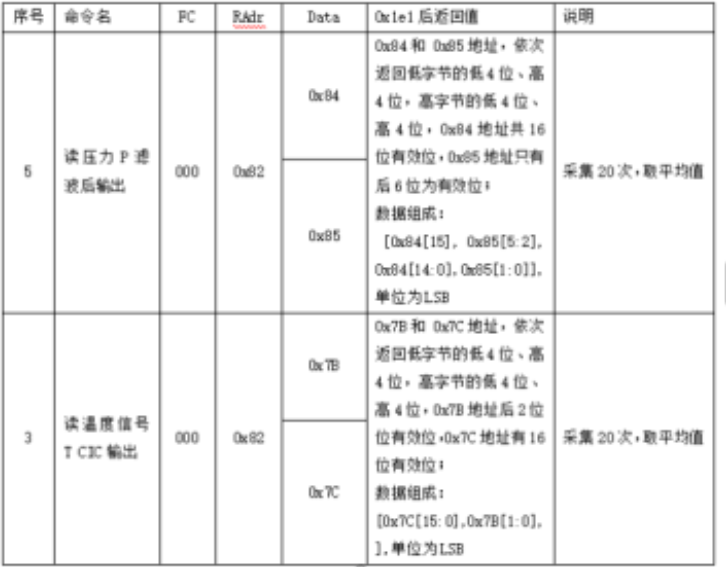 序号 命令名 FC RAdr Data 0x1e1后返回值 说明
5
读压力 P 滤
波后输出
000
0x82
0x84
0x85
0x84 和 0x85 地址，依次
返回低字节的低 4 位、高
4 位，高字节的低 4 位、
高 4 位，0x84 地址共 16
位有效位，0x85 地址只有
后 6 位为有效位；
数据组成：
[0x84[15], 0x85[5:2],
0x84[14:0],0x85[1:0]],
单位为LSB
采集 20 次，取平均值
3
读温度信号
T CIC 输出
000
0x82
0x7B
0x7C
0x7B 和 0x7C 地址，依次
返回低字节的低 4 位、高
4 位，高字节的低 4 位、
高 4 位，0x7B 地址后 2 位
位有效位，0x7C 地址有 16
位有效位；
数据组成：
[0x7C[15:0],0x7B[1:0],
],单位为LSB
采集 20 次，取平均值